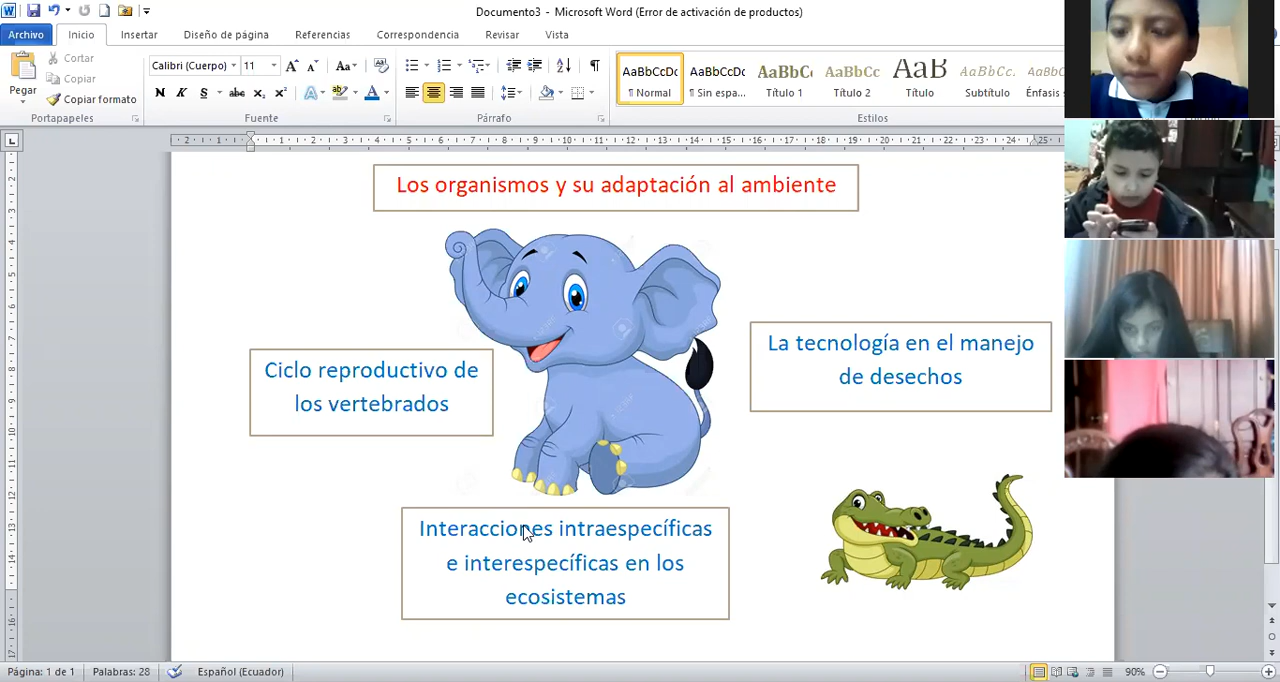 Documento3 - Microsoft Word (Error de activación de productos)
Archivo Inicio Insertar Diseño de página Referencias Correspondencia Revisar Vista
Pegar
Cortar
Copiar
Copiar formato
Portapapeles
Calibri (Cuerpo) 11
N K S abc x₂ x²
Fuente
Párrafo
AaBbCcDc AaBbCcDc AaBbC AaBbCc AaB AaBbCc
Normal Sin espa... Título 1 Título 2 Título Subtítulo Énfasis
Estilos
Los organismos y su adaptación al ambiente
Ciclo reproductivo de
los vertebrados
La tecnología en el manejo
de desechos
Interacciones intraespecíficas
e interespecíficas en los
ecosistemas
Página: 1 de 1 Palabras: 28 Español (Ecuador) 90%